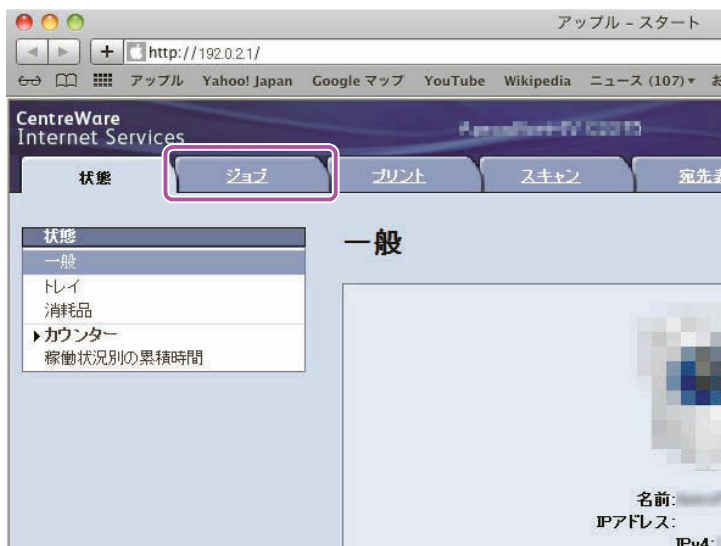 アップル – スタート
http://192.0.2.1/
アップル Yahoo! Japan Google マップ YouTube Wikipedia ニュース (107)▾
CentreWare
Internet Services
状態 ジョブ プリント スキャン 宛先
状態
一般
一般
トレイ
消耗品
カウンター
稼働状況別の累積時間
名前:
IPアドレス:
IPv4: